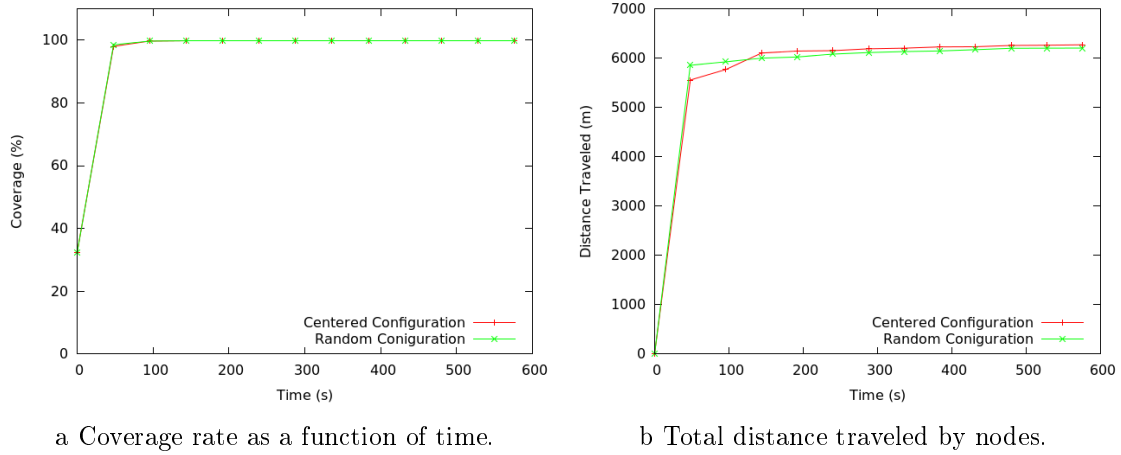 100
80
60
40
20
0
0
100
200
300
400
500
600
Coverage (%)
Time (s)
Centered Configuration
Random Coniguration
a Coverage rate as a function of time.
7000
6000
5000
4000
3000
2000
1000
0
0
100
200
300
400
500
600
Distance Traveled (m)
Time (s)
Centered Configuration
Random Coniguration
b Total distance traveled by nodes.